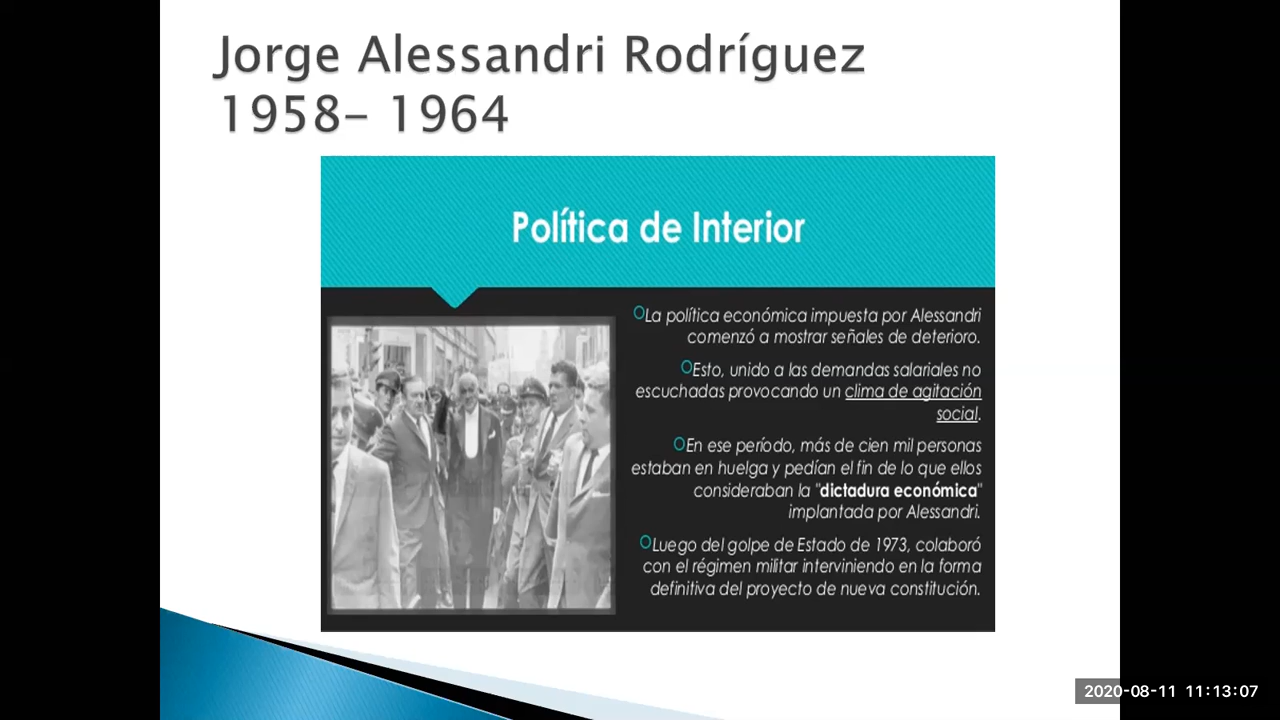 Jorge Alessandri Rodríguez
1958– 1964
Política de Interior
La política económica impuesta por Alessandri
comenzó a mostrar señales de deterioro.
Esto, unido a las demandas salariales no
escuchadas provocando un clima de agitación
social.
En ese período, más de cien mil personas
estaban en huelga y pedían el fin de lo que ellos
consideraban la "dictadura económica"
implantada por Alessandri.
Luego del golpe de Estado de 1973, colaboró
con el régimen militar interviniendo en la forma
definitiva del proyecto de nueva constitución.
2020-08-11 11:13:07